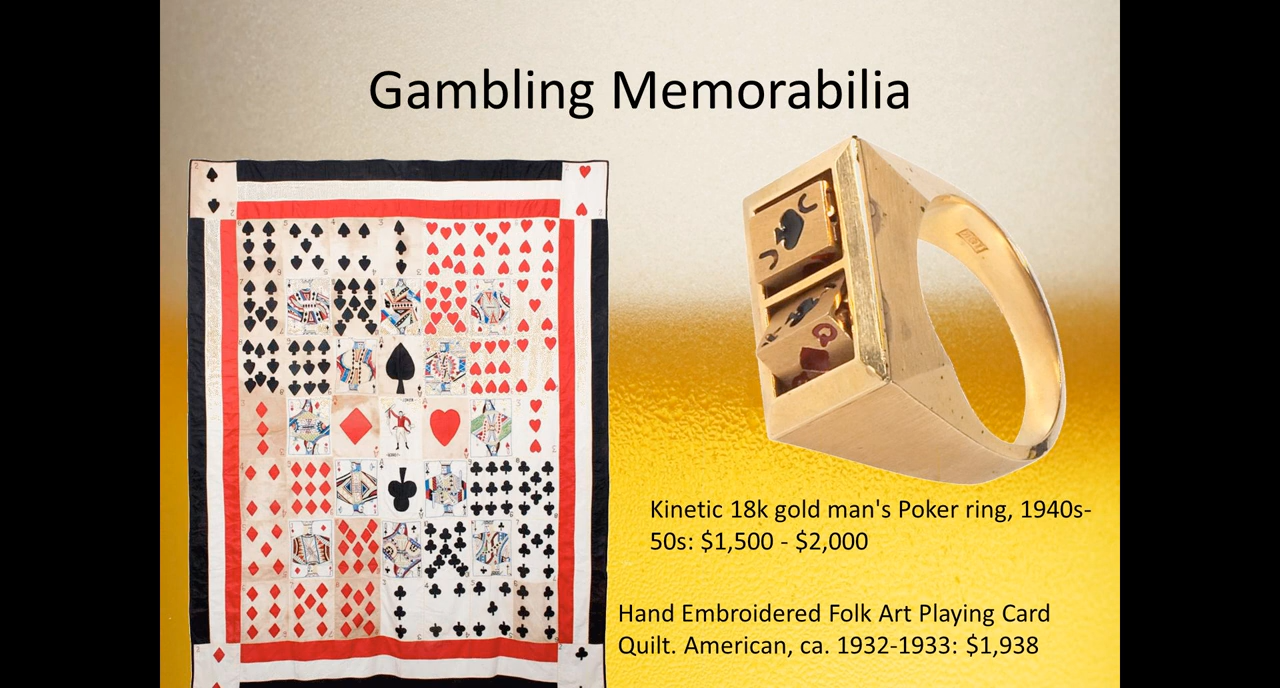 Gambling Memorabilia
Kinetic 18k gold man's Poker ring, 1940s-
50s: $1,500 - $2,000
Hand Embroidered Folk Art Playing Card
Quilt. American, ca. 1932-1933: $1,938